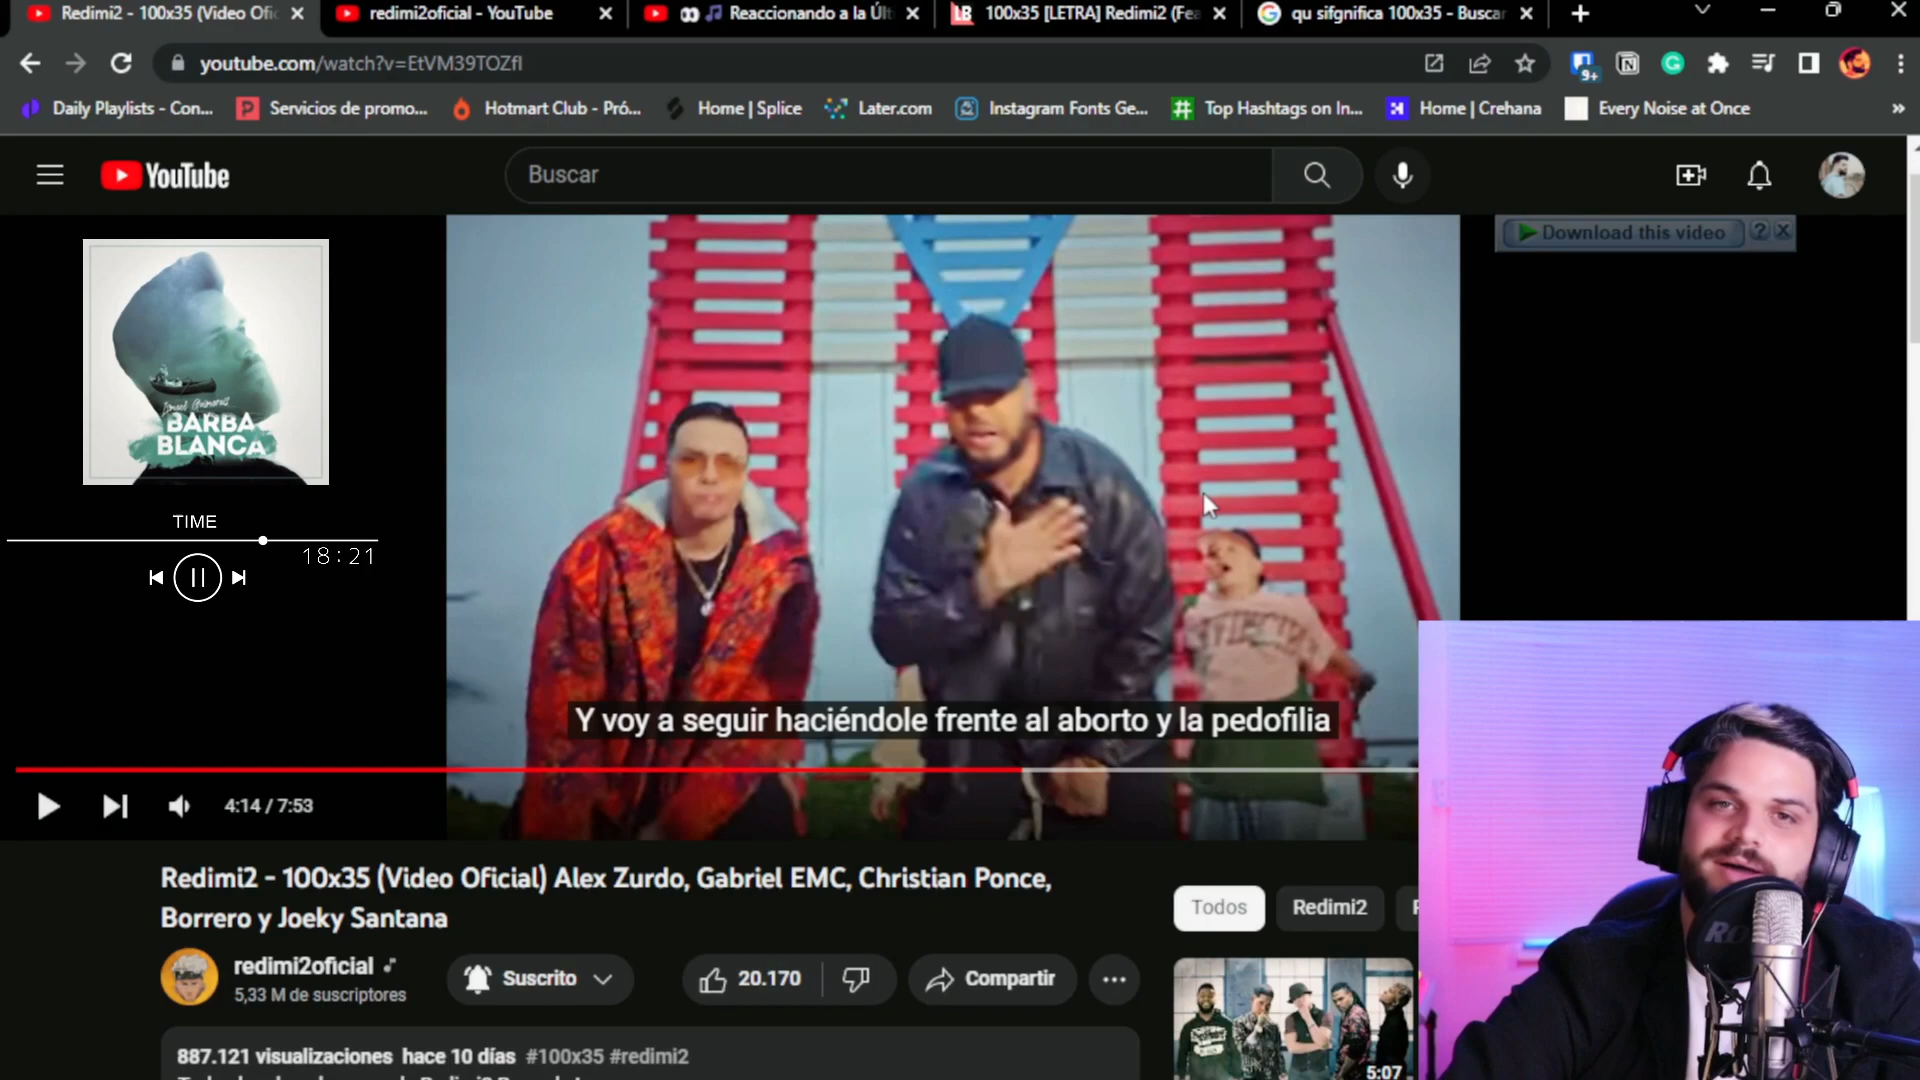 Redimi2 - 100x35 (Video Ofic
redimi2oficial - YouTube
Reaccionando a la Últ
100x35 [LETRA] Redimi2 (Fea
qu sifgnifica 100x35 - Buscar
youtube.com/watch?v=EtVM39TOZfI
9+
Daily Playlists - Con...
Servicios de promo...
Hotmart Club - Pró...
Home | Splice
Later.com
Instagram Fonts Ge...
Top Hashtags on In...
Home | Crehana
Every Noise at Once
YouTube
Buscar
Download this video
BARBA
BLANCA
TIME
18:21
Y voy a seguir haciéndole frente al aborto y la pedofilia
4:14 / 7:53
Redimi2 - 100x35 (Video Oficial) Alex Zurdo, Gabriel EMC, Christian Ponce,
Borrero y Joeky Santana
Todos
Redimi2
redimi2oficial
5,33 M de suscriptores
Suscrito
20.170
Compartir
887.121 visualizaciones hace 10 días #100x35 #redimi2
5:07